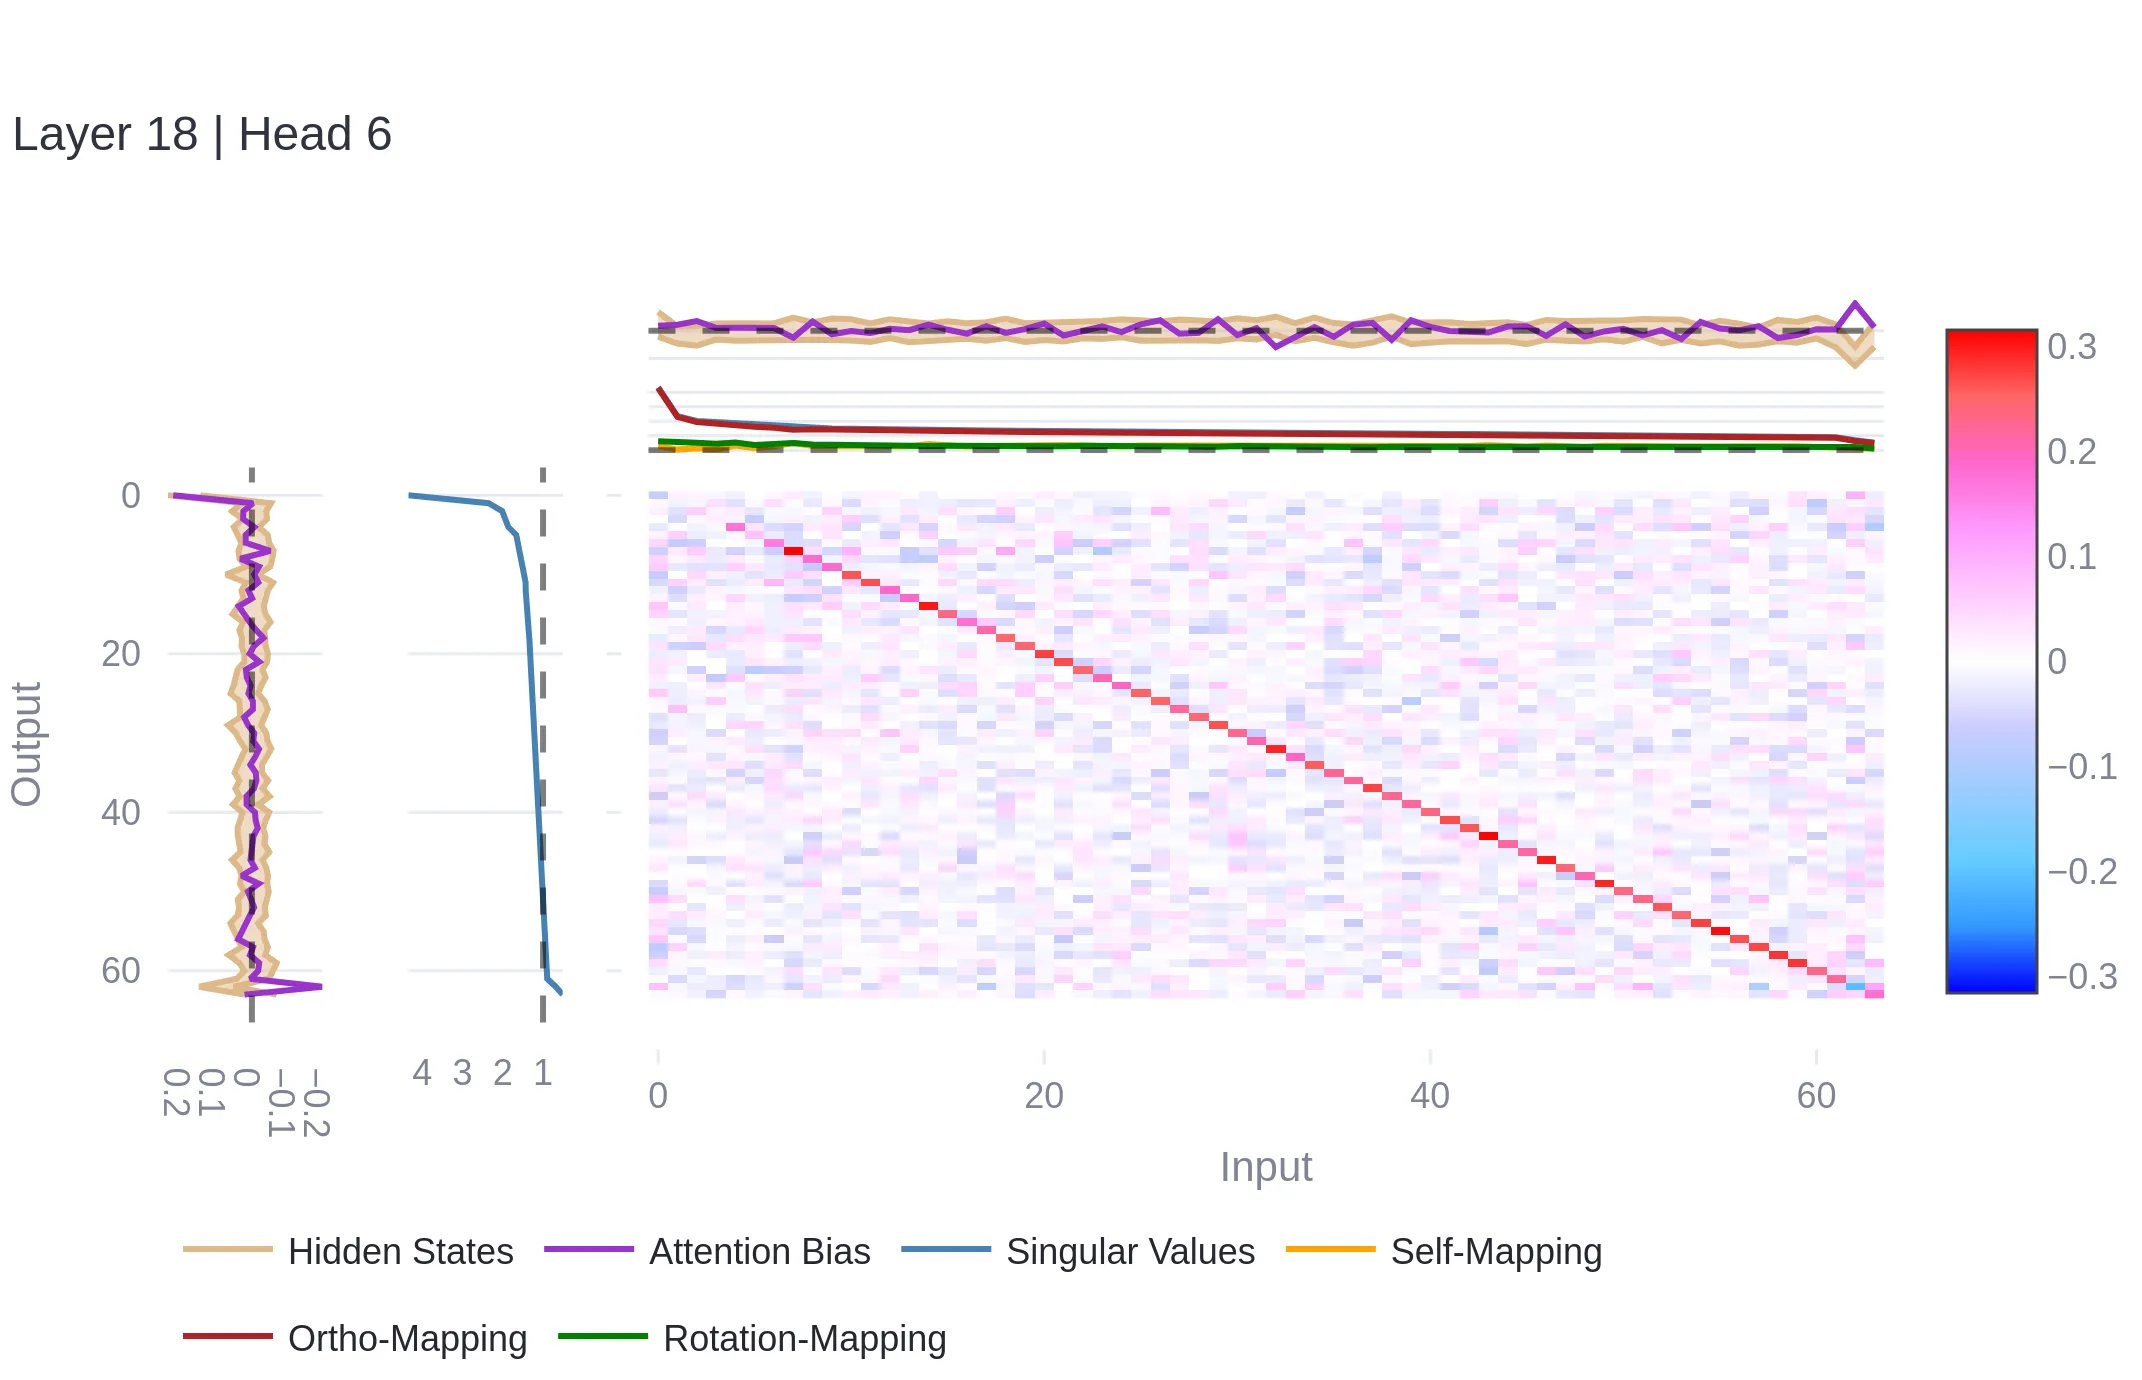 Layer 18 | Head 6
0.3
0.2
0.1
0
−0.1
−0.2
−0.3
0
20
40
60
Output
0.2
0.1
0
−0.1
−0.2
4 3 2 1
0 20 40 60
Input
Hidden States Attention Bias Singular Values Self-Mapping
Ortho-Mapping Rotation-Mapping